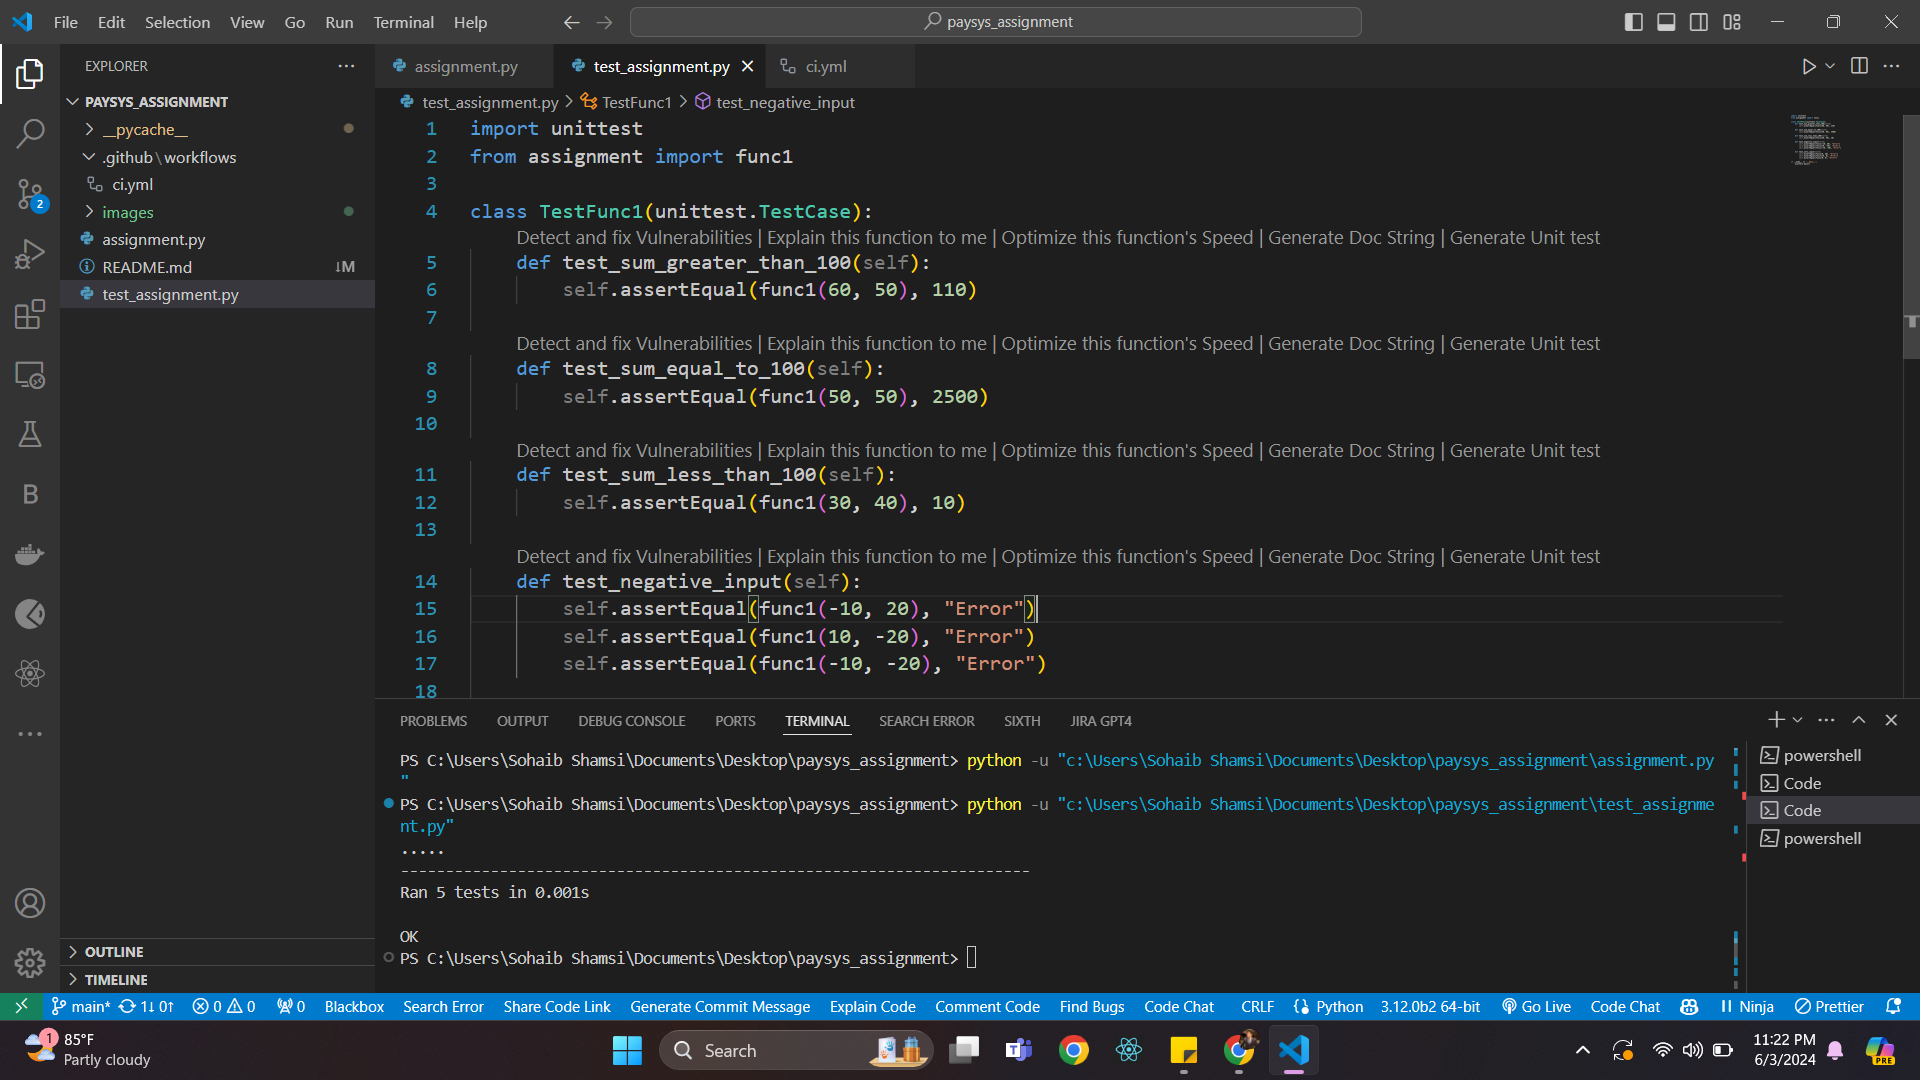 File Edit Selection View Go Run Terminal Help
paysys_assignment
EXPLORER
PAYSYS_ASSIGNMENT
__pycache__
.github\workflows
ci.yml
images
assignment.py
README.md ↓M
test_assignment.py
OUTLINE
TIMELINE
2
B
assignment.py test_assignment.py ci.yml
test_assignment.py > TestFunc1 > test_negative_input
1 import unittest
2 from assignment import func1
3
4 class TestFunc1(unittest.TestCase):
Detect and fix Vulnerabilities | Explain this function to me | Optimize this function's Speed | Generate Doc String | Generate Unit test
5 def test_sum_greater_than_100(self):
6 self.assertEqual(func1(60, 50), 110)
7
Detect and fix Vulnerabilities | Explain this function to me | Optimize this function's Speed | Generate Doc String | Generate Unit test
8 def test_sum_equal_to_100(self):
9 self.assertEqual(func1(50, 50), 2500)
10
Detect and fix Vulnerabilities | Explain this function to me | Optimize this function's Speed | Generate Doc String | Generate Unit test
11 def test_sum_less_than_100(self):
12 self.assertEqual(func1(30, 40), 10)
13
Detect and fix Vulnerabilities | Explain this function to me | Optimize this function's Speed | Generate Doc String | Generate Unit test
14 def test_negative_input(self):
15 self.assertEqual(func1(-10, 20), "Error")
16 self.assertEqual(func1(10, -20), "Error")
17 self.assertEqual(func1(-10, -20), "Error")
18
PROBLEMS OUTPUT DEBUG CONSOLE PORTS TERMINAL SEARCH ERROR SIXTH JIRA GPT4
PS C:\Users\Sohaib Shamsi\Documents\Desktop\paysys_assignment> python -u "c:\Users\Sohaib Shamsi\Documents\Desktop\paysys_assignment\assignment.py
"
PS C:\Users\Sohaib Shamsi\Documents\Desktop\paysys_assignment> python -u "c:\Users\Sohaib Shamsi\Documents\Desktop\paysys_assignment\test_assignme
nt.py"
.....
----------------------------------------------------------------------
Ran 5 tests in 0.001s
OK
PS C:\Users\Sohaib Shamsi\Documents\Desktop\paysys_assignment>
powershell
Code
Code
powershell
main* 1↓ 0↑ 0 0 0 Blackbox Search Error Share Code Link Generate Commit Message Explain Code Comment Code Find Bugs Code Chat CRLF {} Python 3.12.0b2 64-bit Go Live Code Chat Ninja Prettier
1 85°F
Partly cloudy
Search
11:22 PM
6/3/2024
PRE